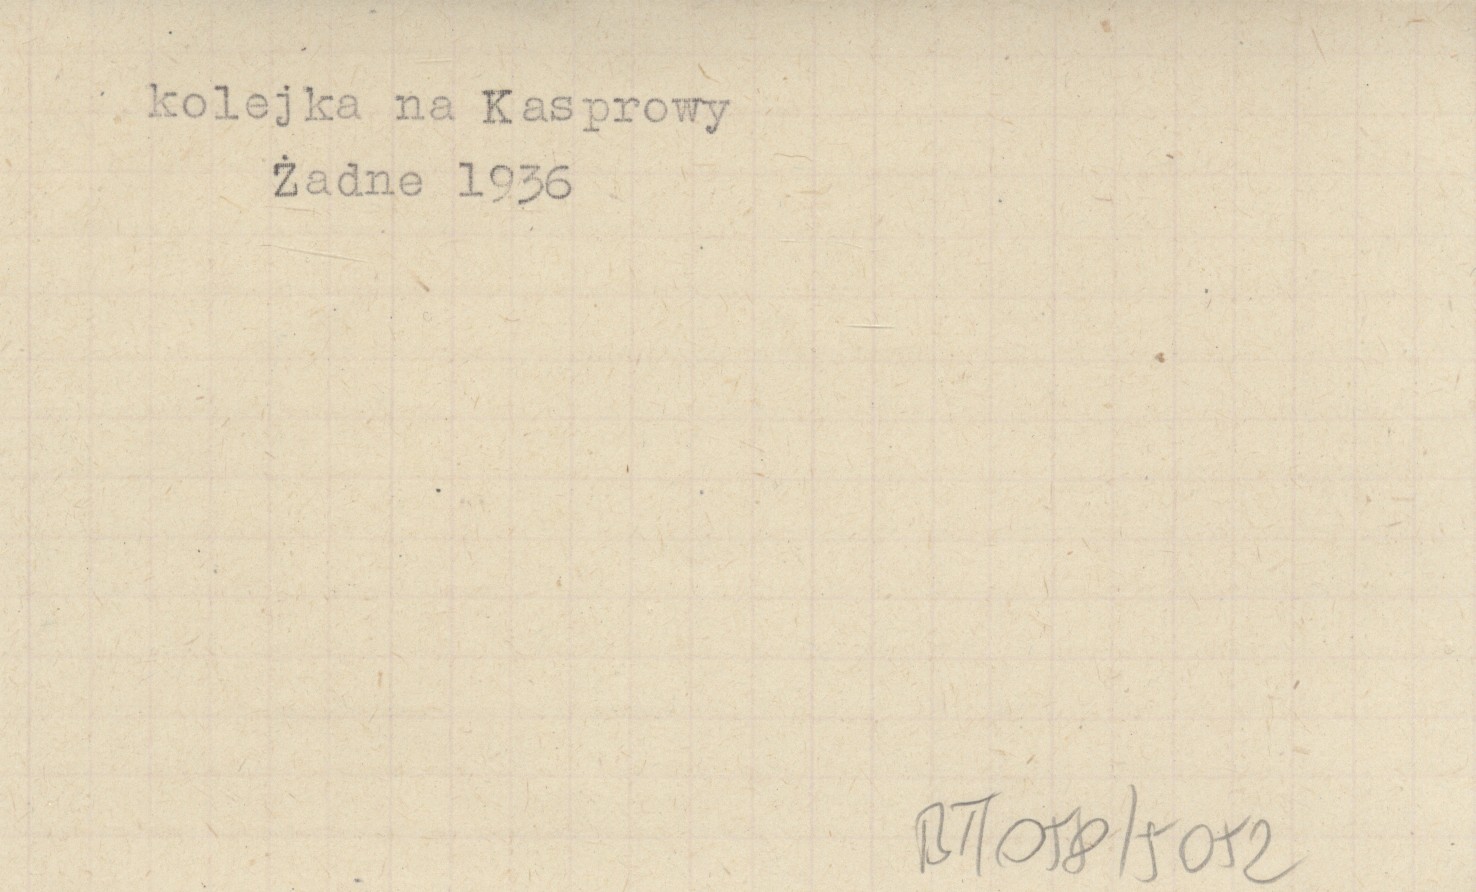 kolejka na Kasprowy
Żadne 1936
BT/058/5052